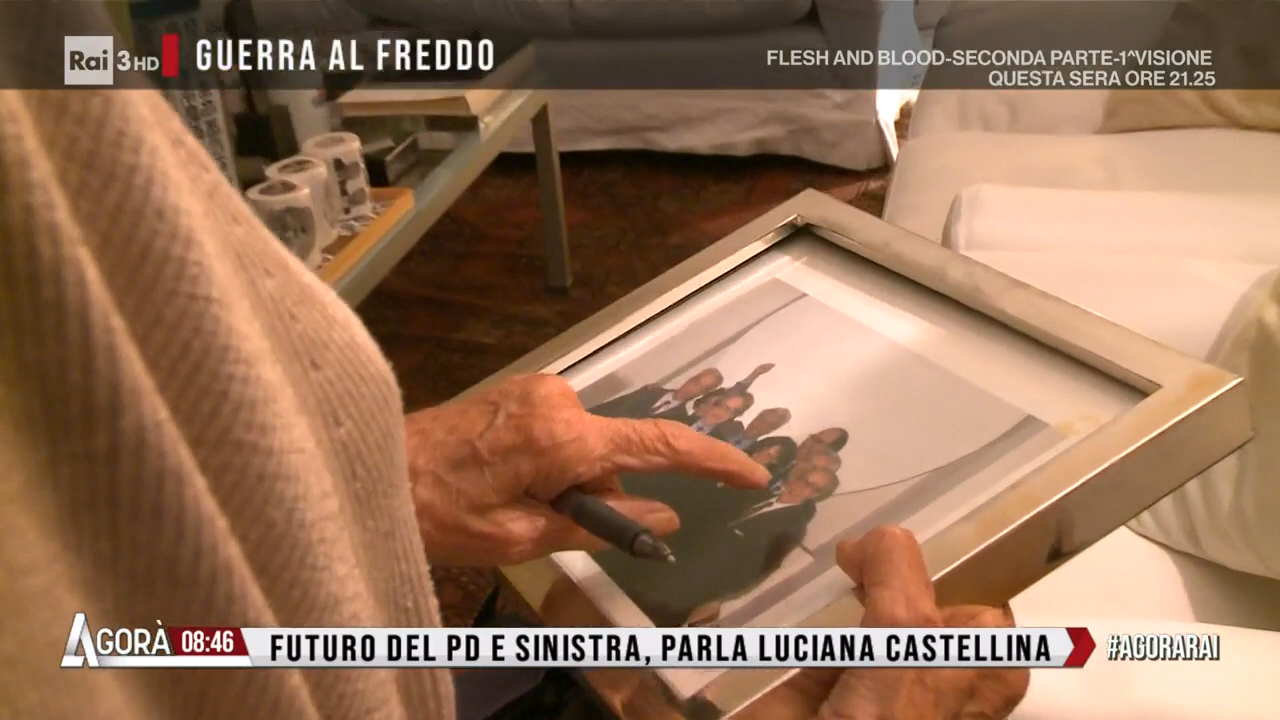 Rai 3HD GUERRA AL FREDDO
FLESH AND BLOOD-SECONDA PARTE-1^VISIONE
QUESTA SERA ORE 21.25
AGORÀ 08:46 FUTURO DEL PD E SINISTRA, PARLA LUCIANA CASTELLINA #AGORARAI